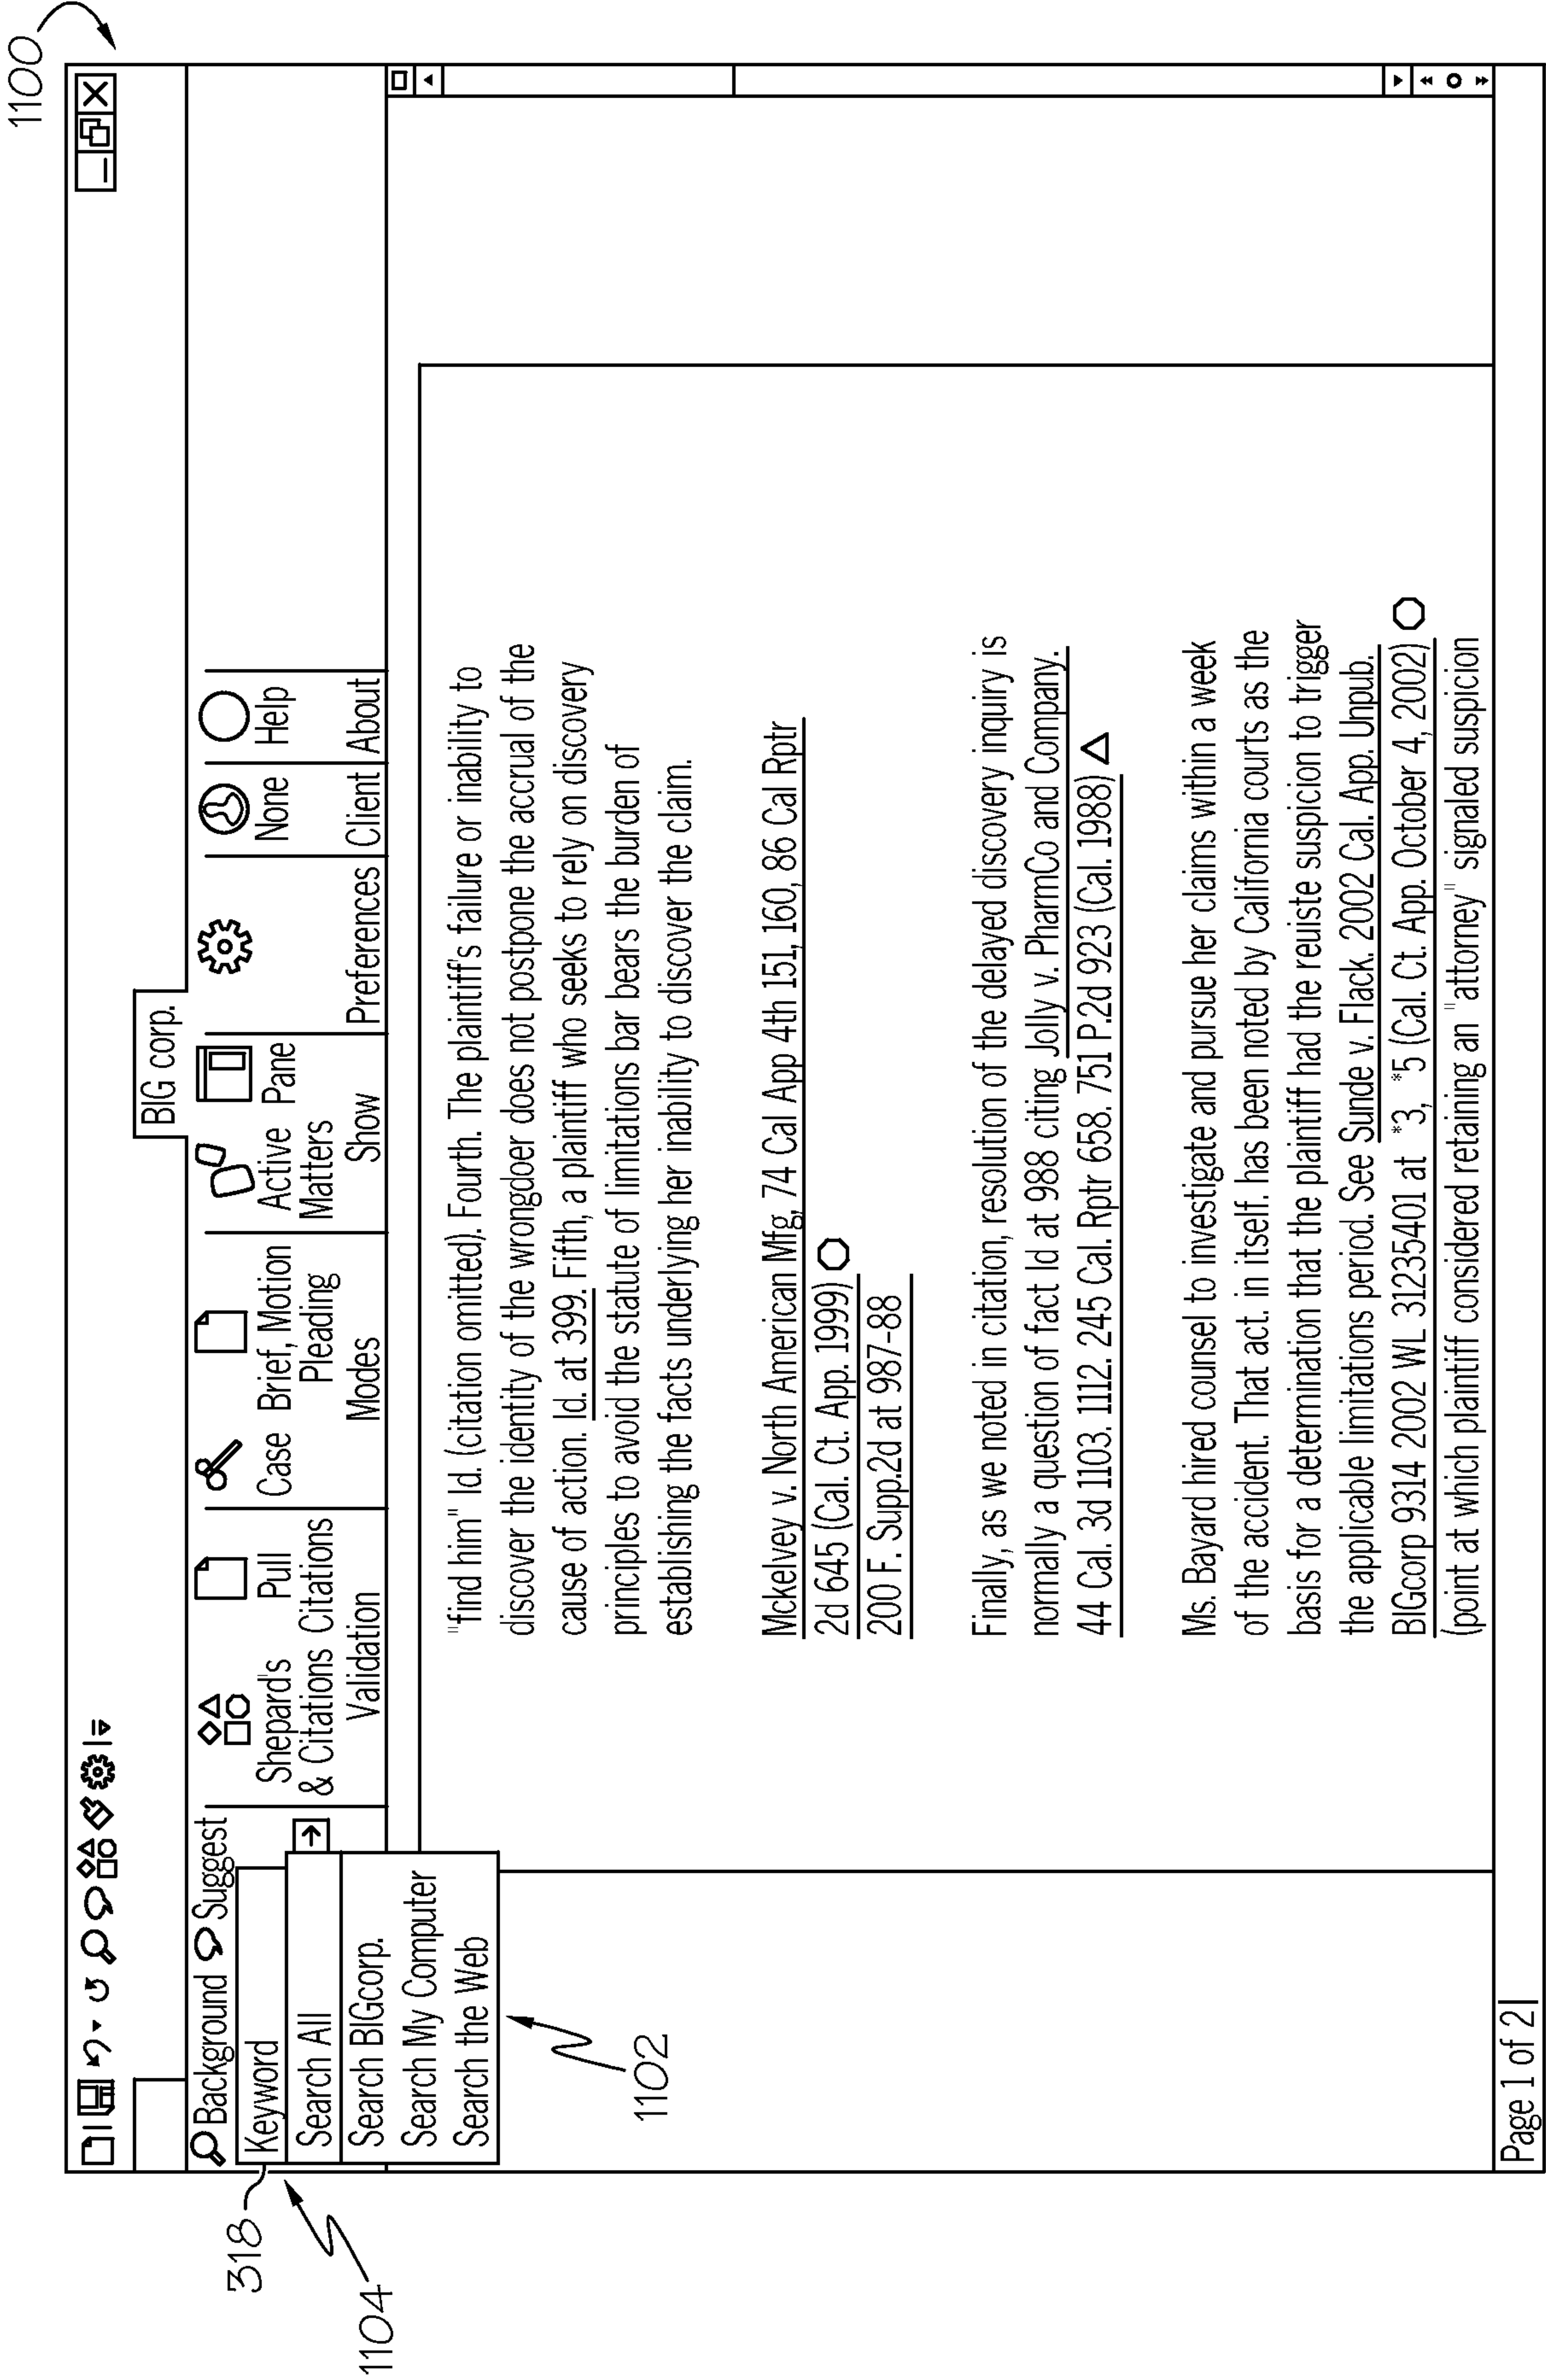 1100
BIG corp.
Background Suggest
Keyword
Search All
Search BIGcorp.
Search My Computer
Search the Web
Shepard's
& Citations
Pull
Citations
Validation
Case
Brief, Motion
Pleading
Modes
Active
Matters
Pane
Show
Preferences
None
Client
Help
About
318
1104
1102
"find him" Id. (citation omitted). Fourth. The plaintiff's failure or inability to
discover the identity of the wrongdoer does not postpone the accrual of the
cause of action. Id. at 399. Fifth, a plaintiff who seeks to rely on discovery
principles to avoid the statute of limitations bar bears the burden of
establishing the facts underlying her inability to discover the claim.
Mckelvey v. North American Mfg, 74 Cal App 4th 151, 160, 86 Cal Rptr
2d 645 (Cal. Ct. App. 1999)
200 F. Supp.2d at 987-88
Finally, as we noted in citation, resolution of the delayed discovery inquiry is
normally a question of fact Id at 988 citing Jolly v. PharmCo and Company.
44 Cal. 3d 1103. 1112. 245 Cal. Rptr 658. 751 P.2d 923 (Cal. 1988)
Ms. Bayard hired counsel to investigate and pursue her claims within a week
of the accident. That act. in itself. has been noted by California courts as the
basis for a determination that the plaintiff had the reuiste suspicion to trigger
the applicable limitations period. See Sunde v. Flack. 2002 Cal. App. Unpub.
BIGcorp 9314 2002 WL 31235401 at *3, *5 (Cal. Ct. App. October 4, 2002)
(point at which plaintiff considered retaining an "attorney" signaled suspicion
Page 1 of 2